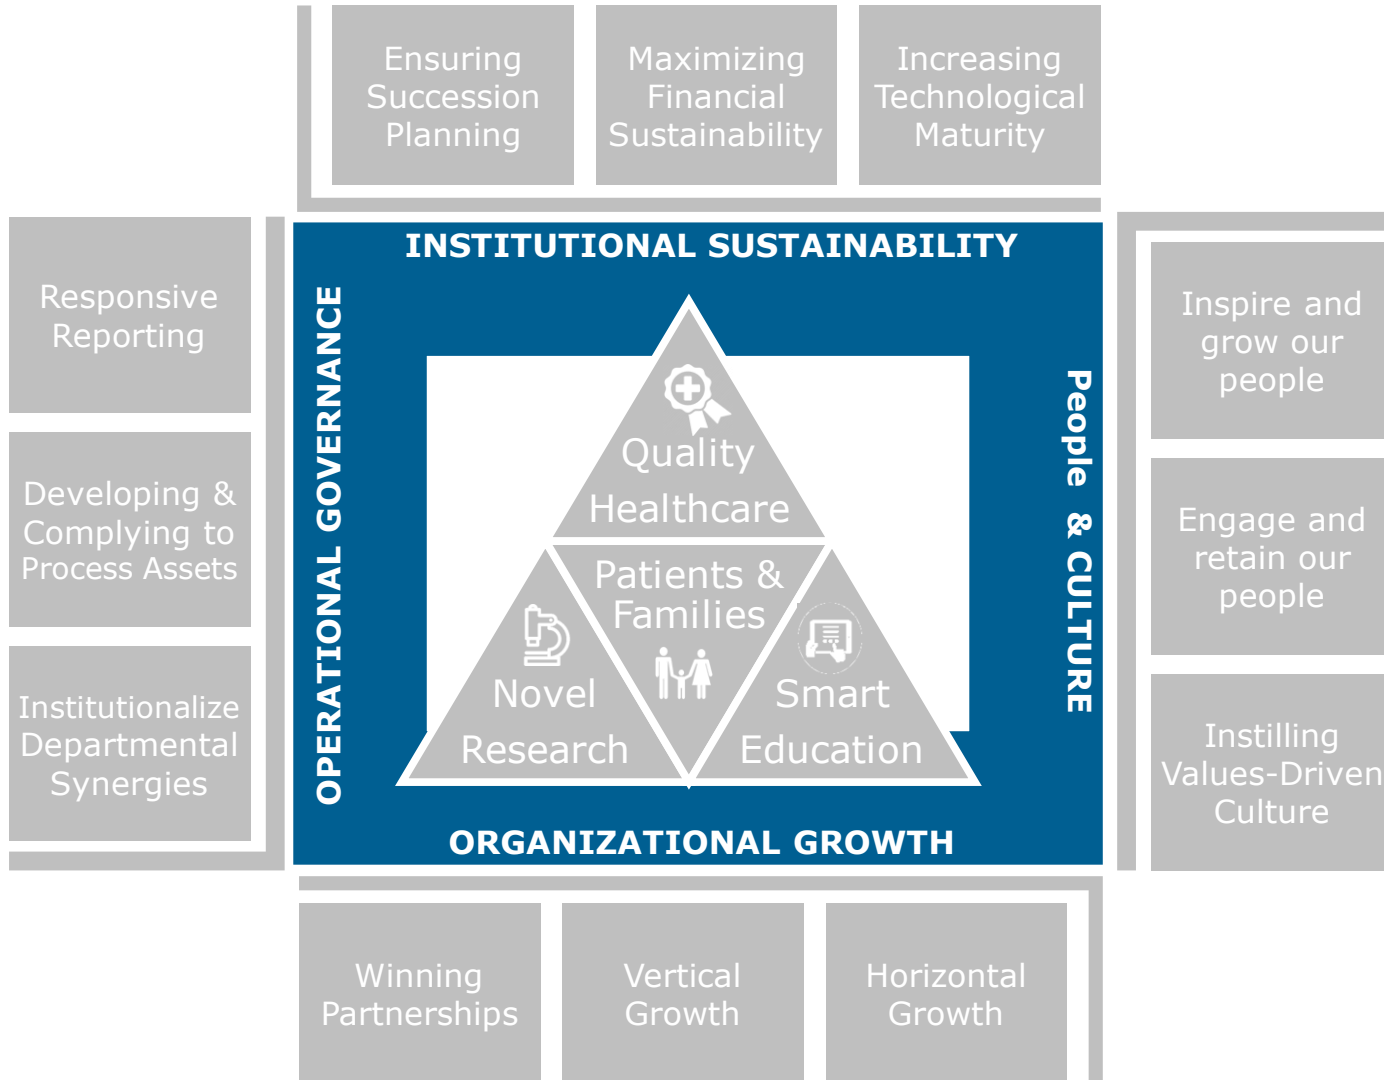 Ensuring
Succession
Planning
Maximizing
Financial
Sustainability
Increasing
Technological
Maturity
INSTITUTIONAL SUSTAINABILITY
Responsive
Reporting
Developing &
Complying to
Process Assets
Institutionalize
Departmental
Synergies
OPERATIONAL GOVERNANCE
Quality
Healthcare
Patients &
Families
Novel
Research
Smart
Education
People & CULTURE
Inspire and
grow our
people
Engage and
retain our
people
Instilling
Values-Driven
Culture
ORGANIZATIONAL GROWTH
Winning
Partnerships
Vertical
Growth
Horizontal
Growth